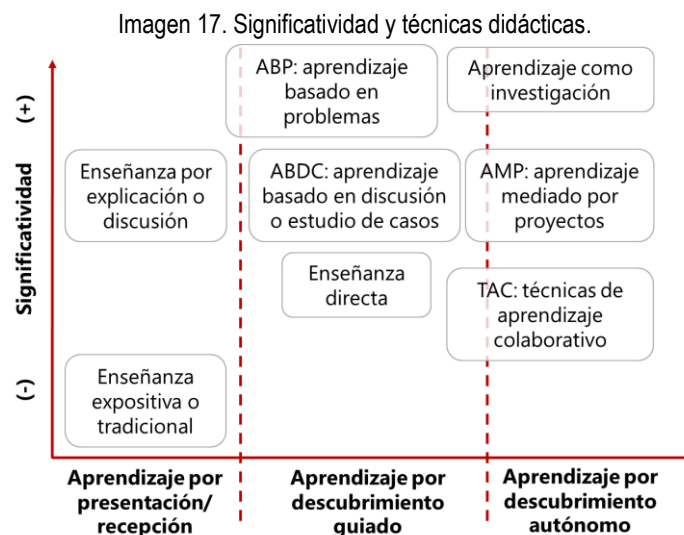 Imagen 17. Significatividad y técnicas didácticas.
Significatividad
(+)
(-)
ABP: aprendizaje
basado en
problemas
Aprendizaje como
investigación
Enseñanza por
explicación o
discusión
ABDC: aprendizaje
basado en discusión
o estudio de casos
AMP: aprendizaje
mediado por
proyectos
Enseñanza
directa
TAC: técnicas de
aprendizaje
colaborativo
Enseñanza
expositiva o
tradicional
Aprendizaje por
presentación/
recepción
Aprendizaje por
descubrimiento
guiado
Aprendizaje por
descubrimiento
autónomo